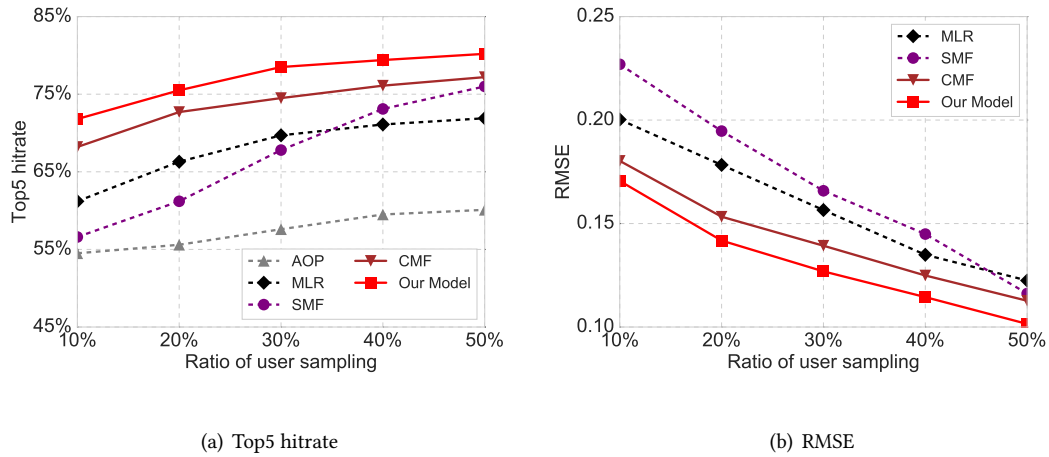 85%
75%
65%
55%
45%
Top5 hitrate
AOP
MLR
SMF
CMF
Our Model
10% 20% 30% 40% 50%
Ratio of user sampling
(a) Top5 hitrate
0.25
0.20
0.15
0.10
RMSE
MLR
SMF
CMF
Our Model
10% 20% 30% 40% 50%
Ratio of user sampling
(b) RMSE